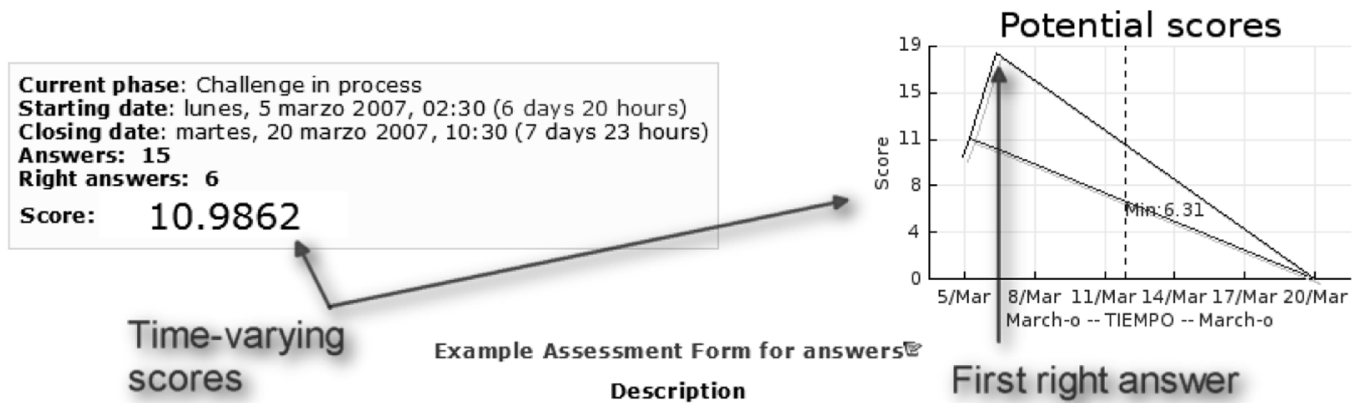 Current phase: Challenge in process
Starting date: lunes, 5 marzo 2007, 02:30 (6 days 20 hours)
Closing date: martes, 20 marzo 2007, 10:30 (7 days 23 hours)
Answers: 15
Right answers: 6
Score: 10.9862
Time-varying
scores
Potential scores
19
15
11
8
4
0
Score
Min:6.31
5/Mar 8/Mar 11/Mar 14/Mar 17/Mar 20/Mar
March-o -- TIEMPO -- March-o
First right answer
Example Assessment Form for answers
Description